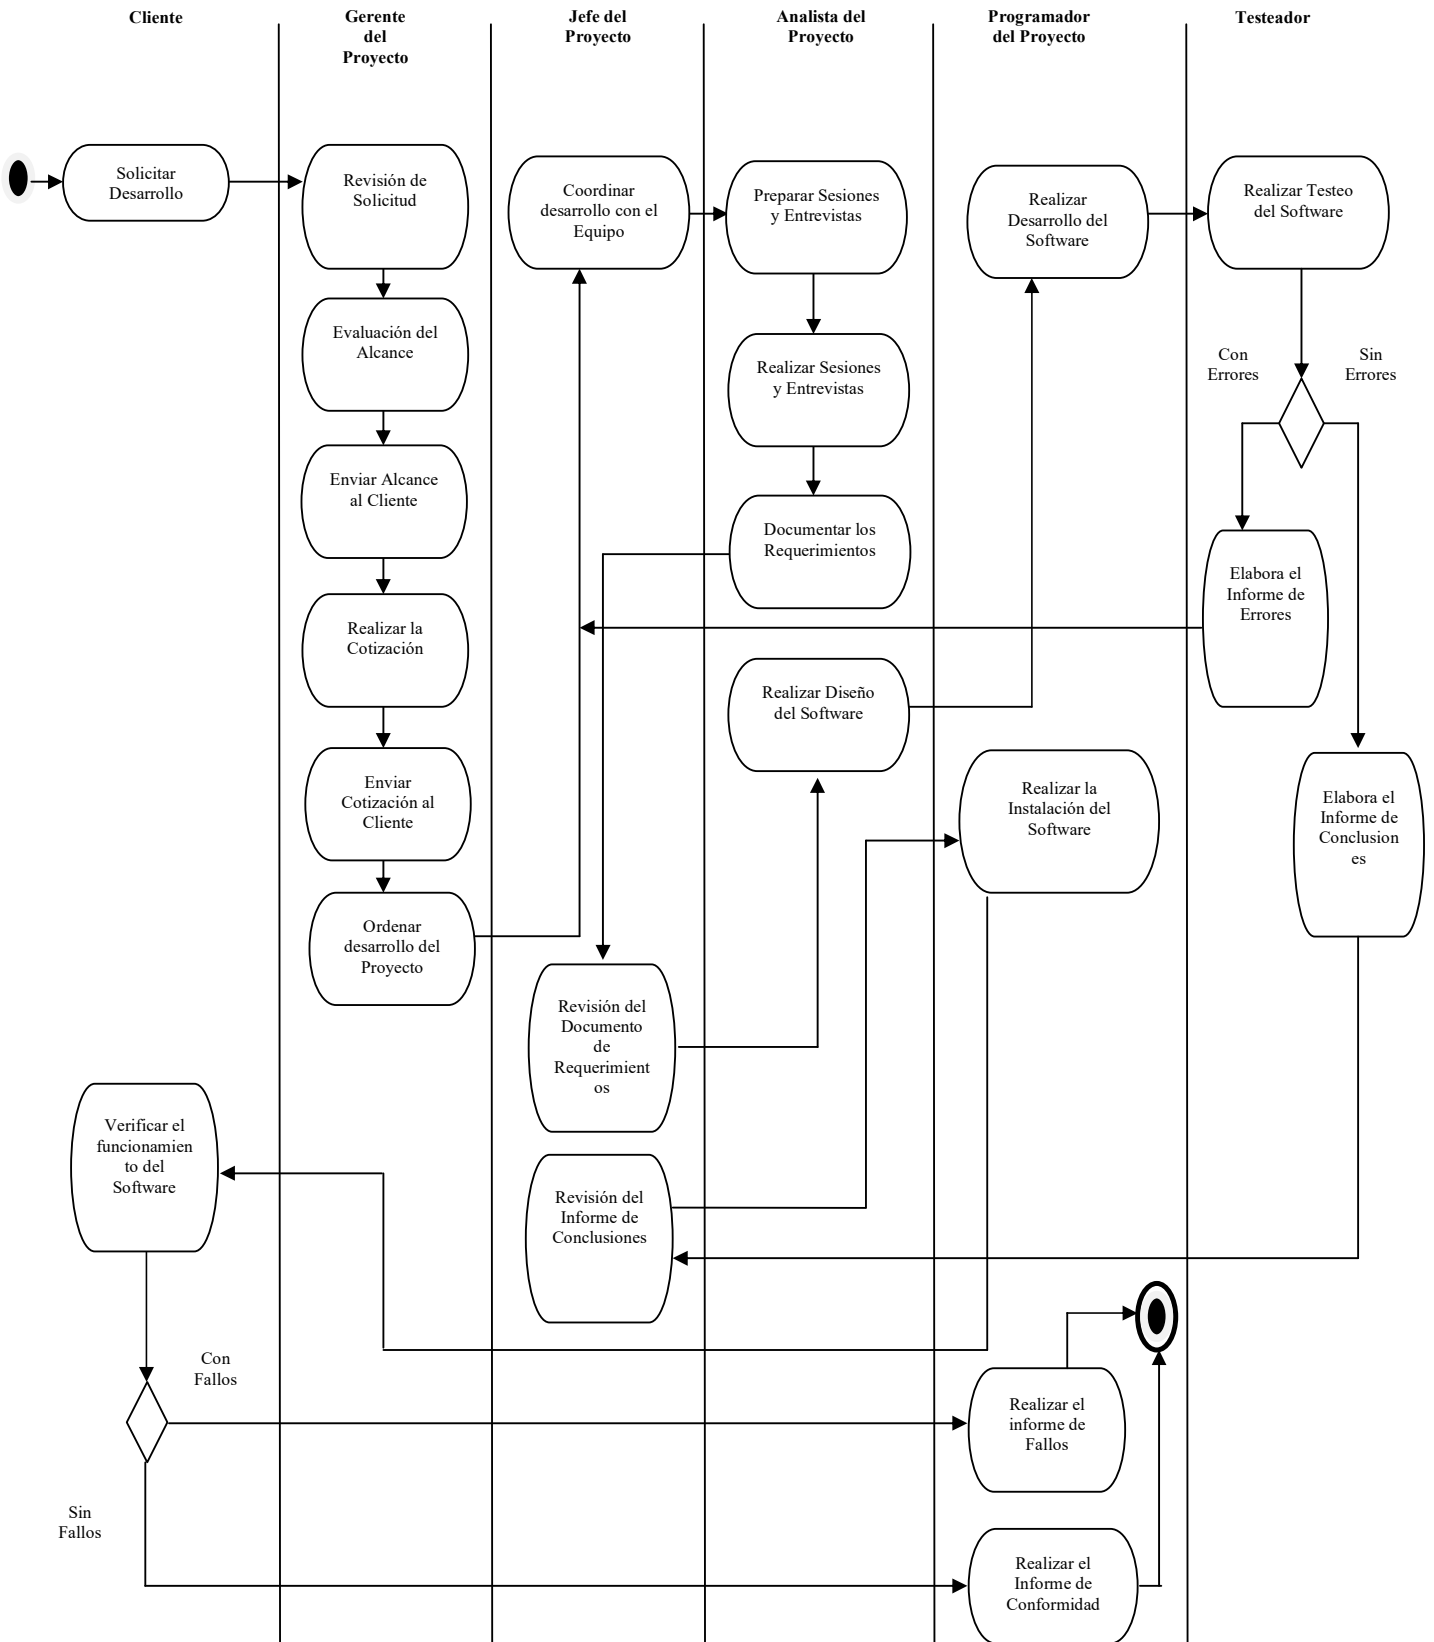 Cliente
Gerente
del
Proyecto
Jefe del
Proyecto
Analista del
Proyecto
Programador
del Proyecto
Testeador
Solicitar
Desarrollo
Revisión de
Solicitud
Coordinar
desarrollo con el
Equipo
Preparar Sesiones
y Entrevistas
Realizar
Desarrollo del
Software
Realizar Testeo
del Software
Evaluación del
Alcance
Realizar Sesiones
y Entrevistas
Con
Errores
Sin
Errores
Enviar Alcance
al Cliente
Documentar los
Requerimientos
Elabora el
Informe de
Errores
Realizar la
Cotización
Realizar Diseño
del Software
Enviar
Cotización al
Cliente
Realizar la
Instalación del
Software
Elabora el
Informe de
Conclusion
es
Ordenar
desarrollo del
Proyecto
Revisión del
Documento
de
Requerimient
os
Verificar el
funcionamien
to del
Software
Revisión del
Informe de
Conclusiones
Con
Fallos
Realizar el
informe de
Fallos
Sin
Fallos
Realizar el
Informe de
Conformidad